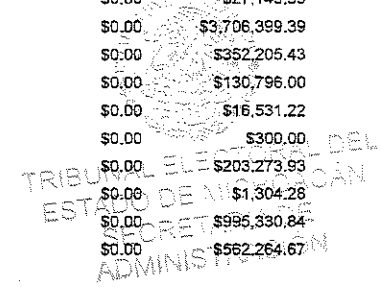 $0.00 $3,706,399.39
$0.00 $352,205.43
$0.00 $130,796.00
$0.00 $16,531.22
$0.00 $300.00
$0.00 $203,273.93
$0.00 $1,304.28
$0.00 $995,330.84
$0.00 $562,264.67
TRIBUNAL ELECTORAL DEL
ESTADO DE MICHOACÁN
SECRETARÍA DE
ADMINISTRACIÓN